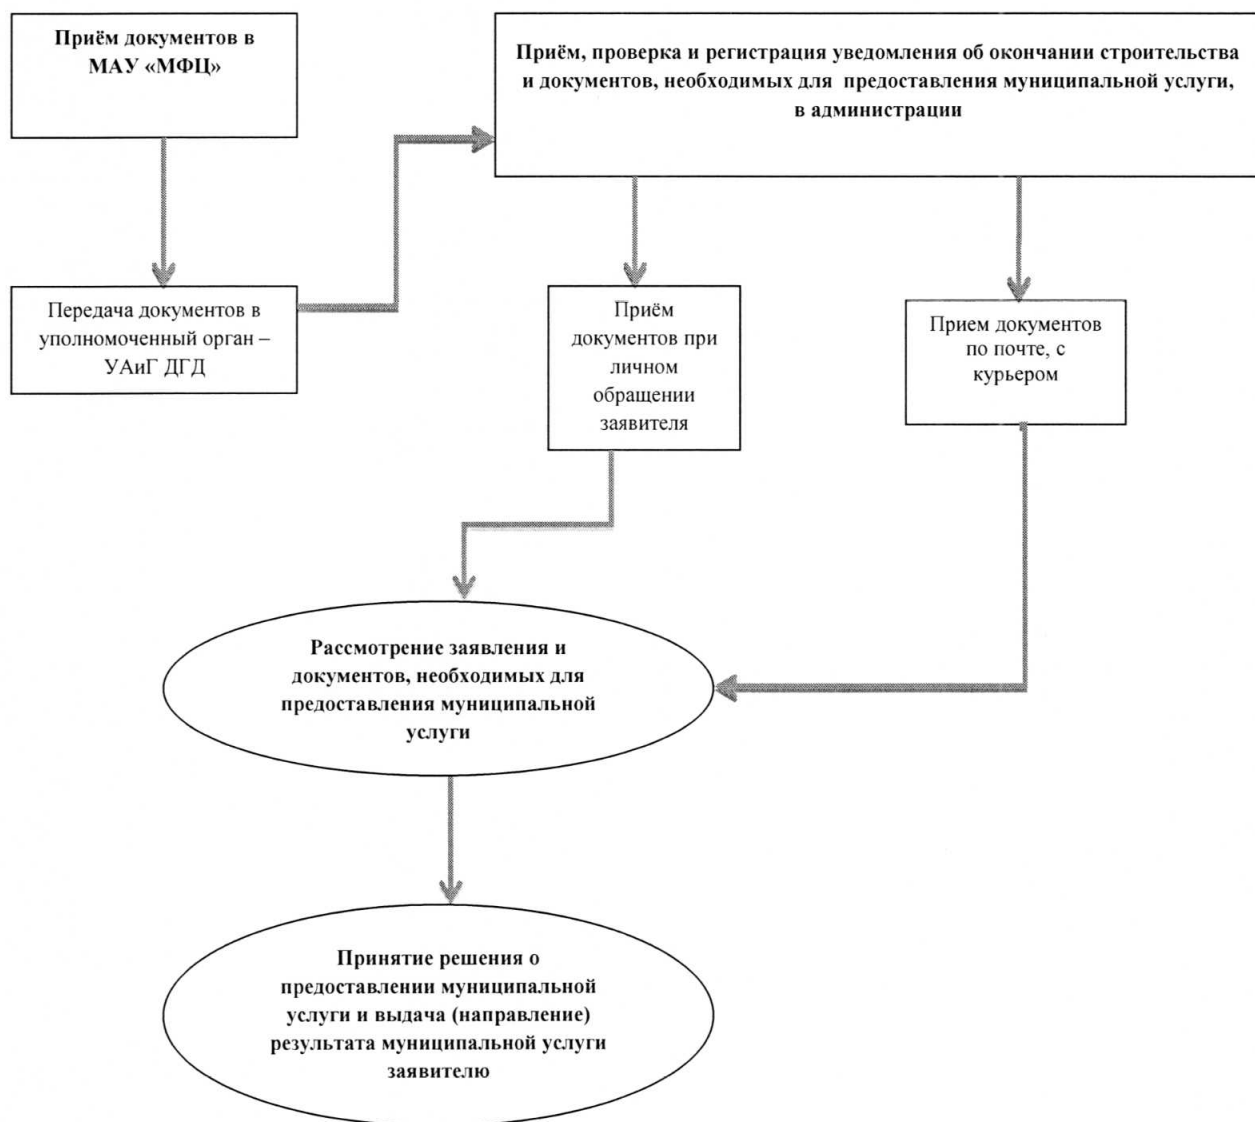 Приём документов в
МАУ «МФЦ»
Приём, проверка и регистрация уведомления об окончании строительства
и документов, необходимых для предоставления муниципальной услуги,
в администрации
Передача документов в
уполномоченный орган –
УАиГ ДГД
Приём
документов при
личном
обращении
заявителя
Прием документов
по почте, с
курьером
Рассмотрение заявления и
документов, необходимых для
предоставления муниципальной
услуги
Принятие решения о
предоставлении муниципальной
услуги и выдача (направление)
результата муниципальной услуги
заявителю